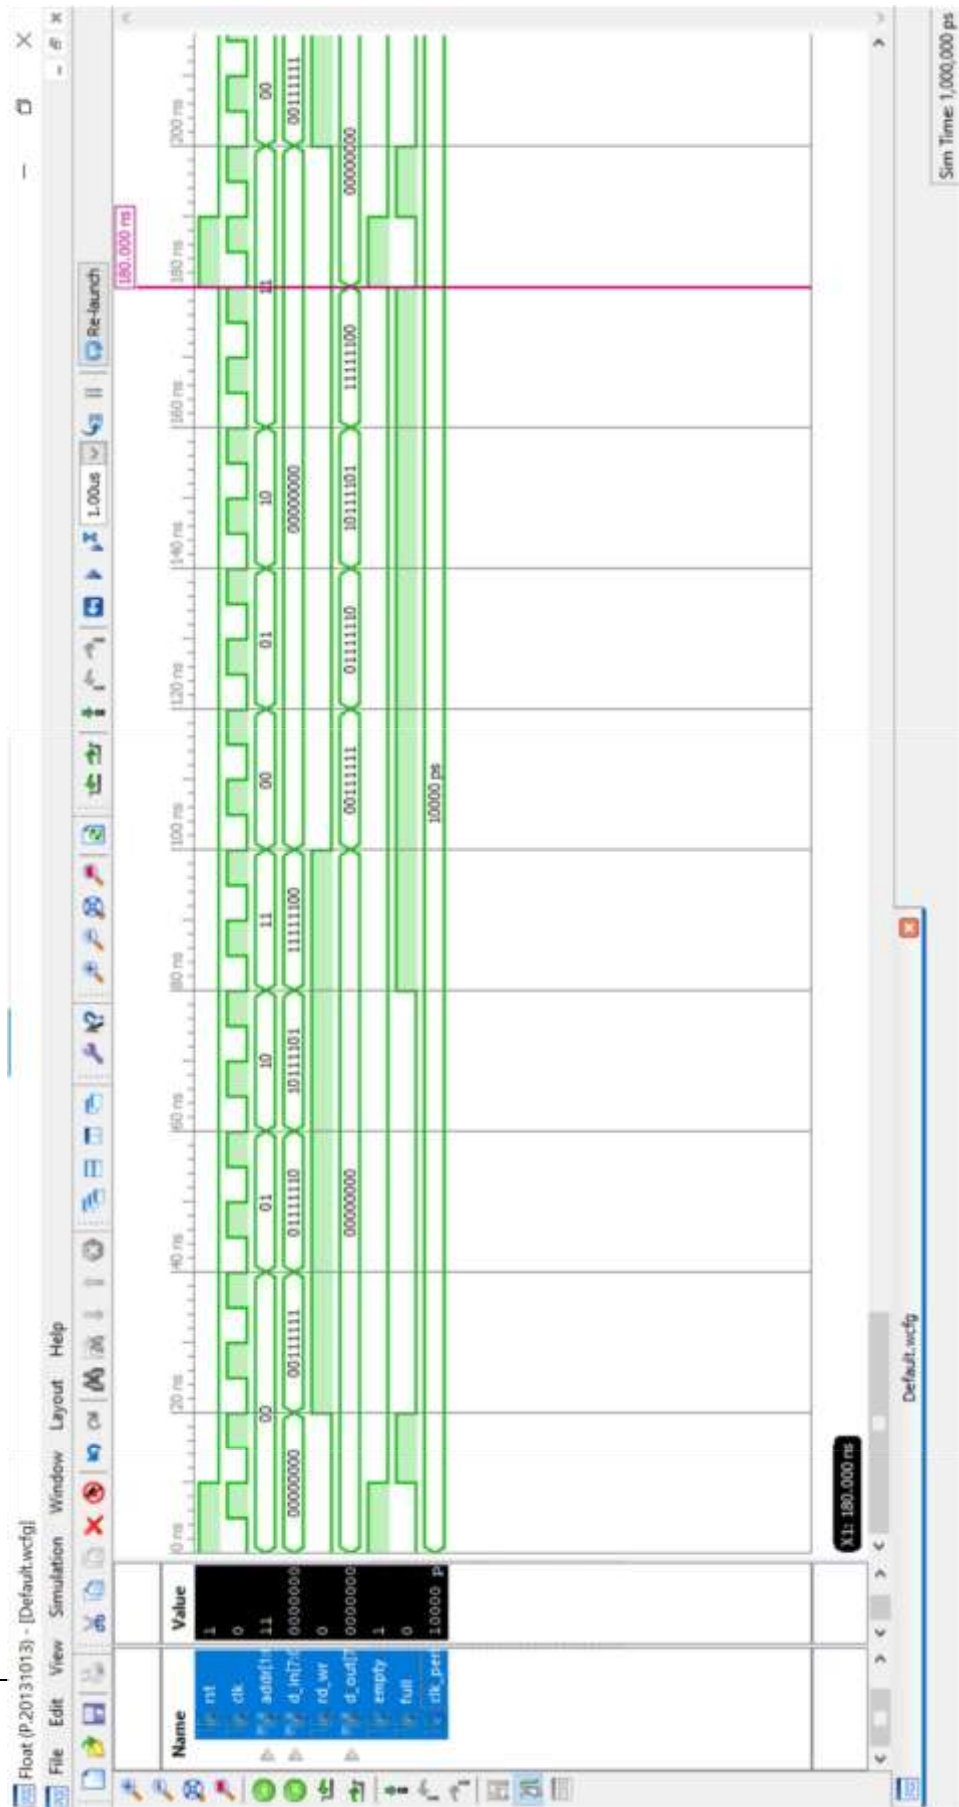 Float (P.20131013) - [Default.wcfg]
File Edit View Simulation Window Layout Help
1.00us
Re-launch
180.000 ns
Name
Value
0 ns
20 ns
40 ns
60 ns
80 ns
100 ns
120 ns
140 ns
160 ns
180 ns
200 ns
rst 1
clk 0
addr[1: 11 00 01 10 11 00 01 10 11 00
d_in[7:0 0000000 00000000 00111111 01111110 10111101 11111100 00000000 00111111
rd_wr 0
d_out[7 0000000 00000000 00111111 01111110 10111101 11111100 00000000
empty 1
full 0
clk_per 10000 p 10000 ps
X1: 180.000 ns
Default.wcfg
Sim Time: 1,000,000 ps